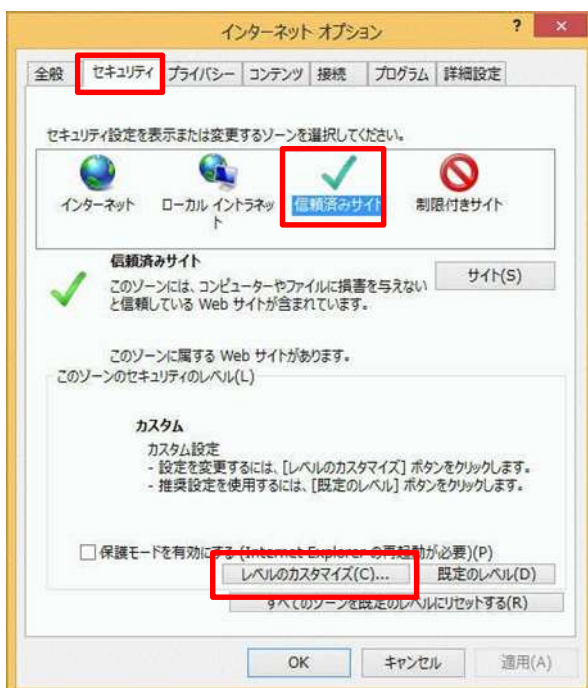 インターネット オプション
?
×
全般 セキュリティ プライバシー コンテンツ 接続 プログラム 詳細設定
セキュリティ設定を表示または変更するゾーンを選択してください。
インターネット ローカル イントラネッ 信頼済みサイト 制限付きサイト
ト
信頼済みサイト
サイト(S)
このゾーンには、コンピューターやファイルに損害を与えない
と信頼している Web サイトが含まれています。
このゾーンに属する Web サイトがあります。
このゾーンのセキュリティのレベル(L)
カスタム
カスタム設定
- 設定を変更するには、[レベルのカスタマイズ] ボタンをクリックします。
- 推奨設定を使用するには、[既定のレベル] ボタンをクリックします。
保護モードを有効にする (Internet Explorer の再起動が必要)(P)
レベルのカスタマイズ(C)... 既定のレベル(D)
すべてのゾーンを既定のレベルにリセットする(R)
OK キャンセル 適用(A)